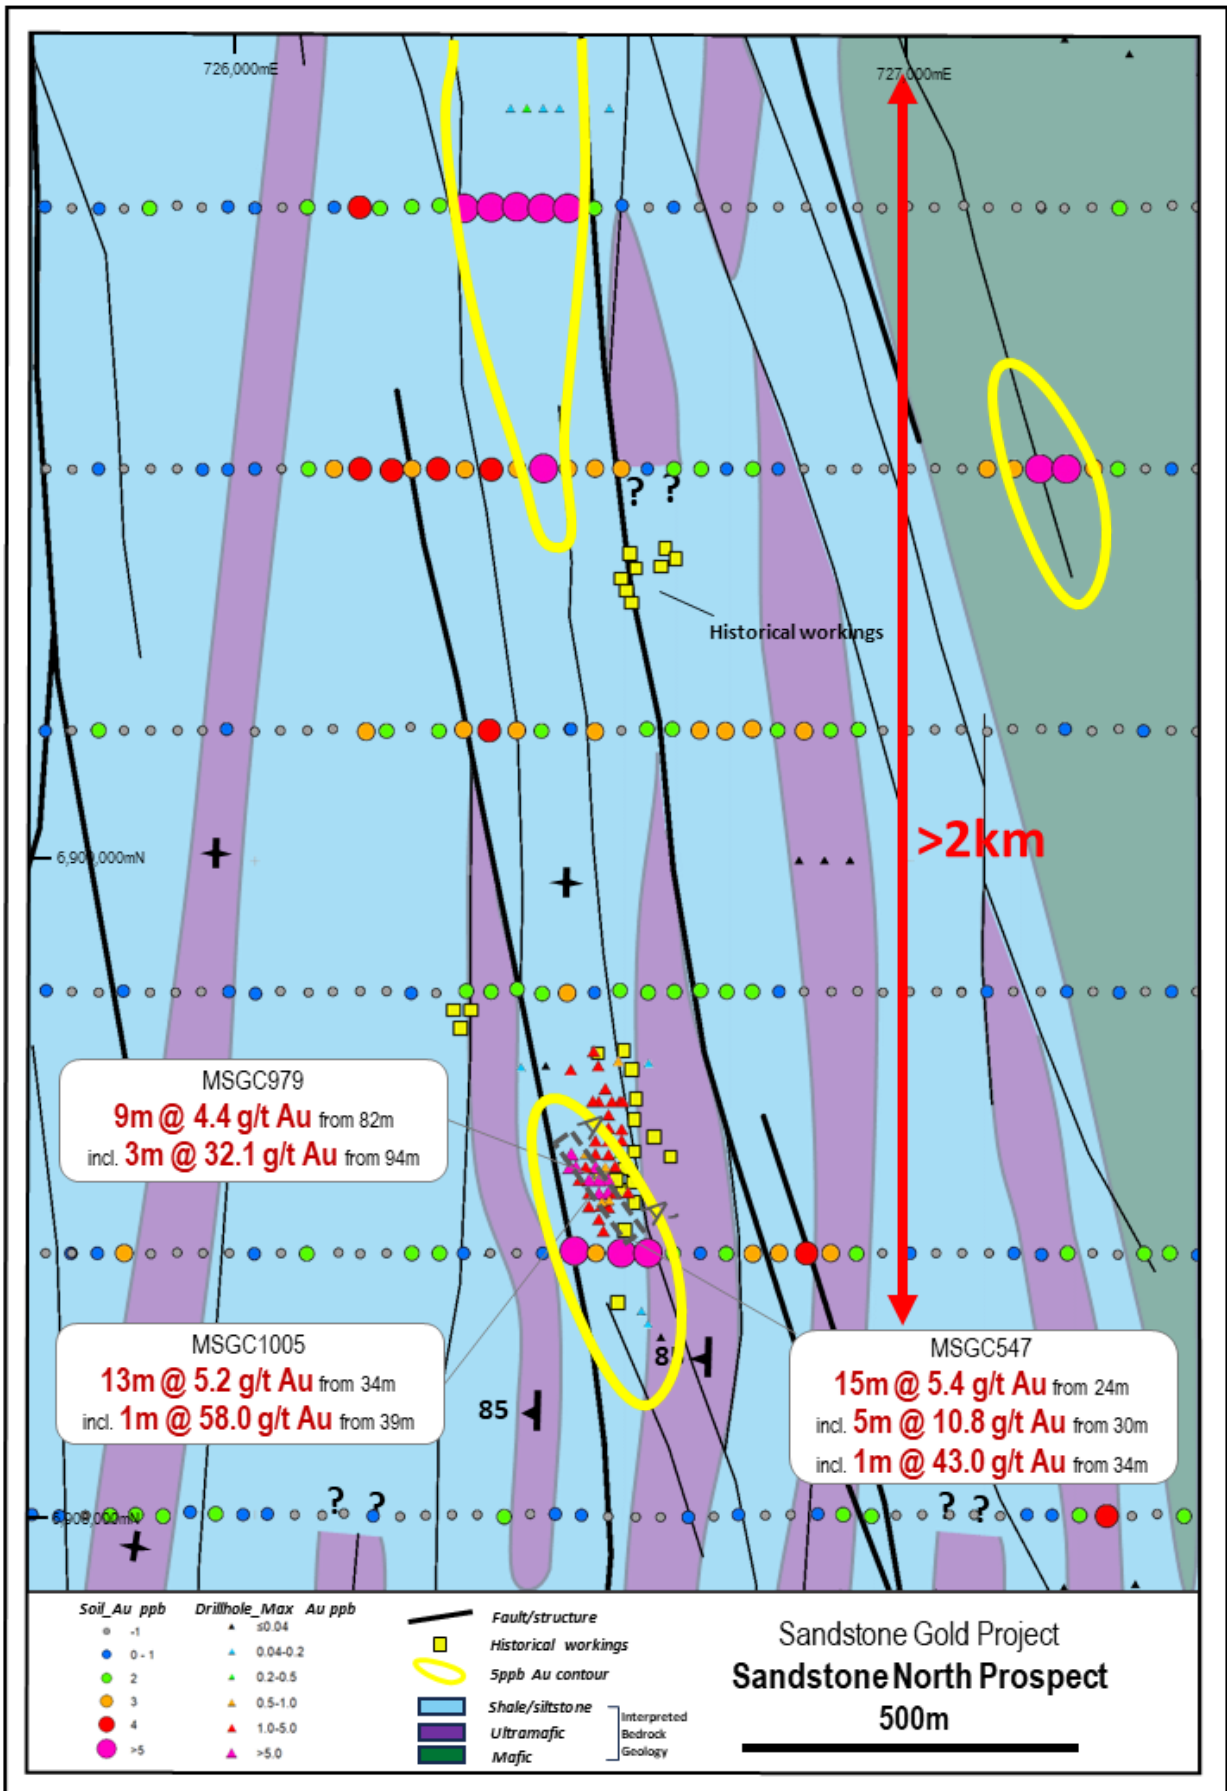 726,000mE
727,000mE
? ?
Historical workings
>2km
6,900,000mN
MSGC979
9m @ 4.4 g/t Au from 82m
incl. 3m @ 32.1 g/t Au from 94m
A
A'
MSGC1005
13m @ 5.2 g/t Au from 34m
incl. 1m @ 58.0 g/t Au from 39m
MSGC547
15m @ 5.4 g/t Au from 24m
incl. 5m @ 10.8 g/t Au from 30m
incl. 1m @ 43.0 g/t Au from 34m
85
? ?
? ?
Soil_Au ppb
-1
0 - 1
2
3
4
>5
Drillhole_Max Au ppb
≤0.04
0.04-0.2
0.2-0.5
0.5-1.0
1.0-5.0
>5.0
Fault/structure
Historical workings
5ppb Au contour
Shale/siltstone
Ultramafic
Mafic
Interpreted
Bedrock
Geology
Sandstone Gold Project
Sandstone North Prospect
500m